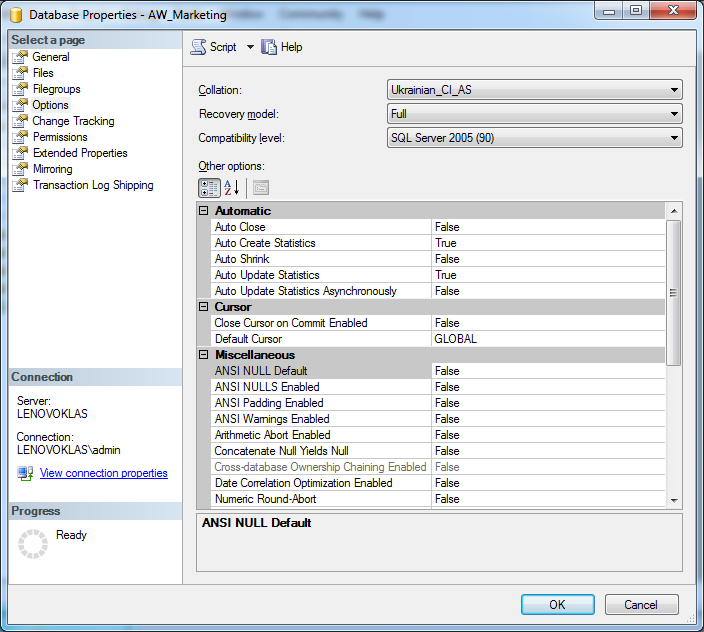 Database Properties - AW_Marketing
Select a page
General
Files
Filegroups
Options
Change Tracking
Permissions
Extended Properties
Mirroring
Transaction Log Shipping
Connection
Server:
LENOVOKLAS
Connection:
LENOVOKLAS\admin
View connection properties
Progress
Ready
Script Help
Collation: Ukrainian_CI_AS
Recovery model: Full
Compatibility level: SQL Server 2005 (90)
Other options:
Automatic
Auto Close False
Auto Create Statistics True
Auto Shrink False
Auto Update Statistics True
Auto Update Statistics Asynchronously False
Cursor
Close Cursor on Commit Enabled False
Default Cursor GLOBAL
Miscellaneous
ANSI NULL Default False
ANSI NULLS Enabled False
ANSI Padding Enabled False
ANSI Warnings Enabled False
Arithmetic Abort Enabled False
Concatenate Null Yields Null False
Cross-database Ownership Chaining Enabled False
Date Correlation Optimization Enabled False
Numeric Round-Abort False
ANSI NULL Default
OK Cancel